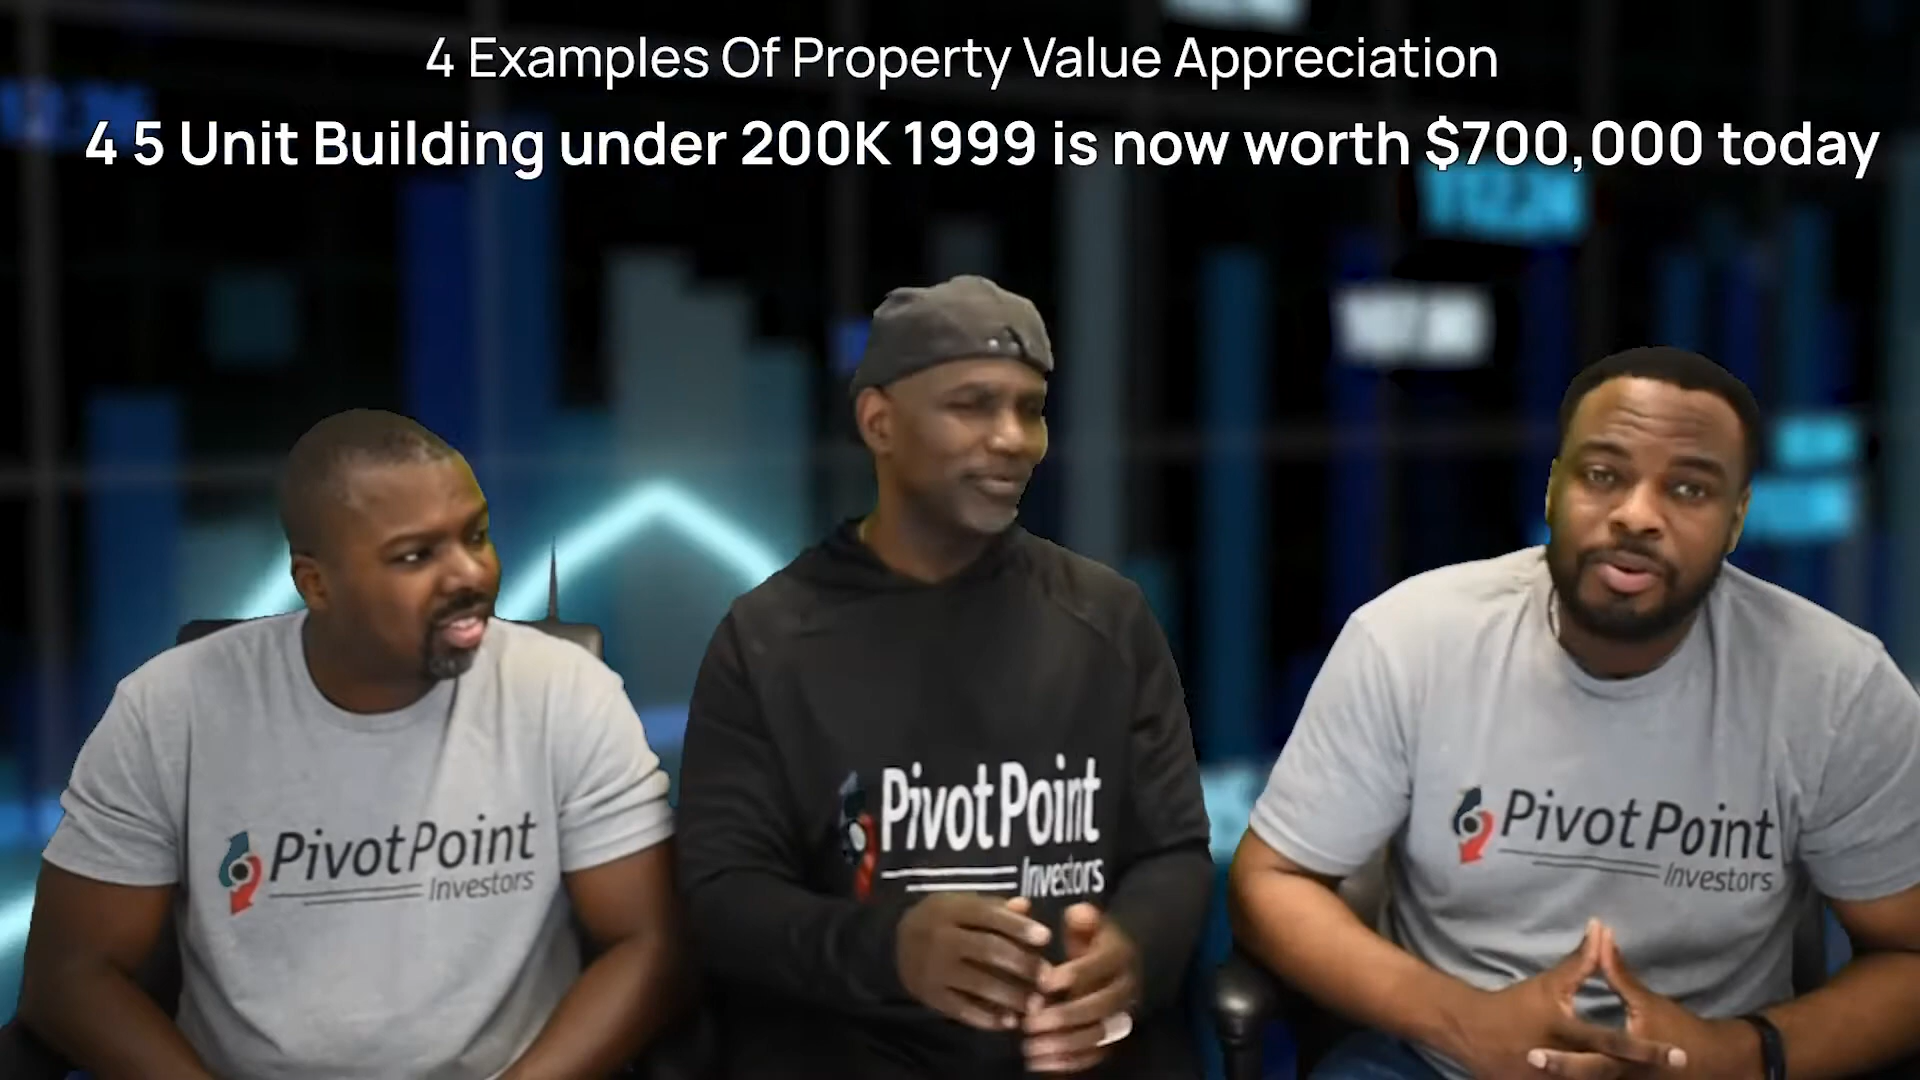 4 Examples Of Property Value Appreciation
4 5 Unit Building under 200K 1999 is now worth $700,000 today
PivotPoint
Investors
PivotPoint
Investors
PivotPoint
Investors